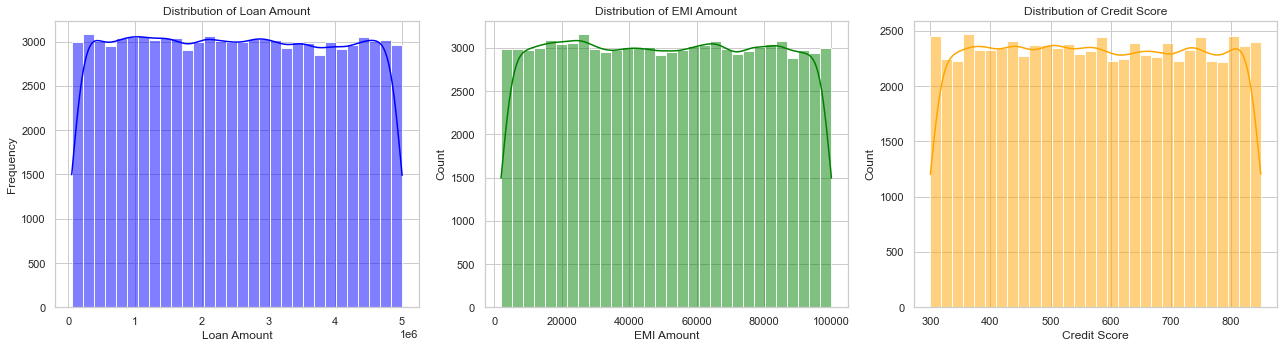 Distribution of Loan Amount
3000
2500
2000
1500
1000
500
0
Frequency
0 1 2 3 4 5
1e6
Loan Amount
Distribution of EMI Amount
3000
2500
2000
1500
1000
500
0
Count
0 20000 40000 60000 80000 100000
EMI Amount
Distribution of Credit Score
2500
2000
1500
1000
500
0
Count
300 400 500 600 700 800
Credit Score